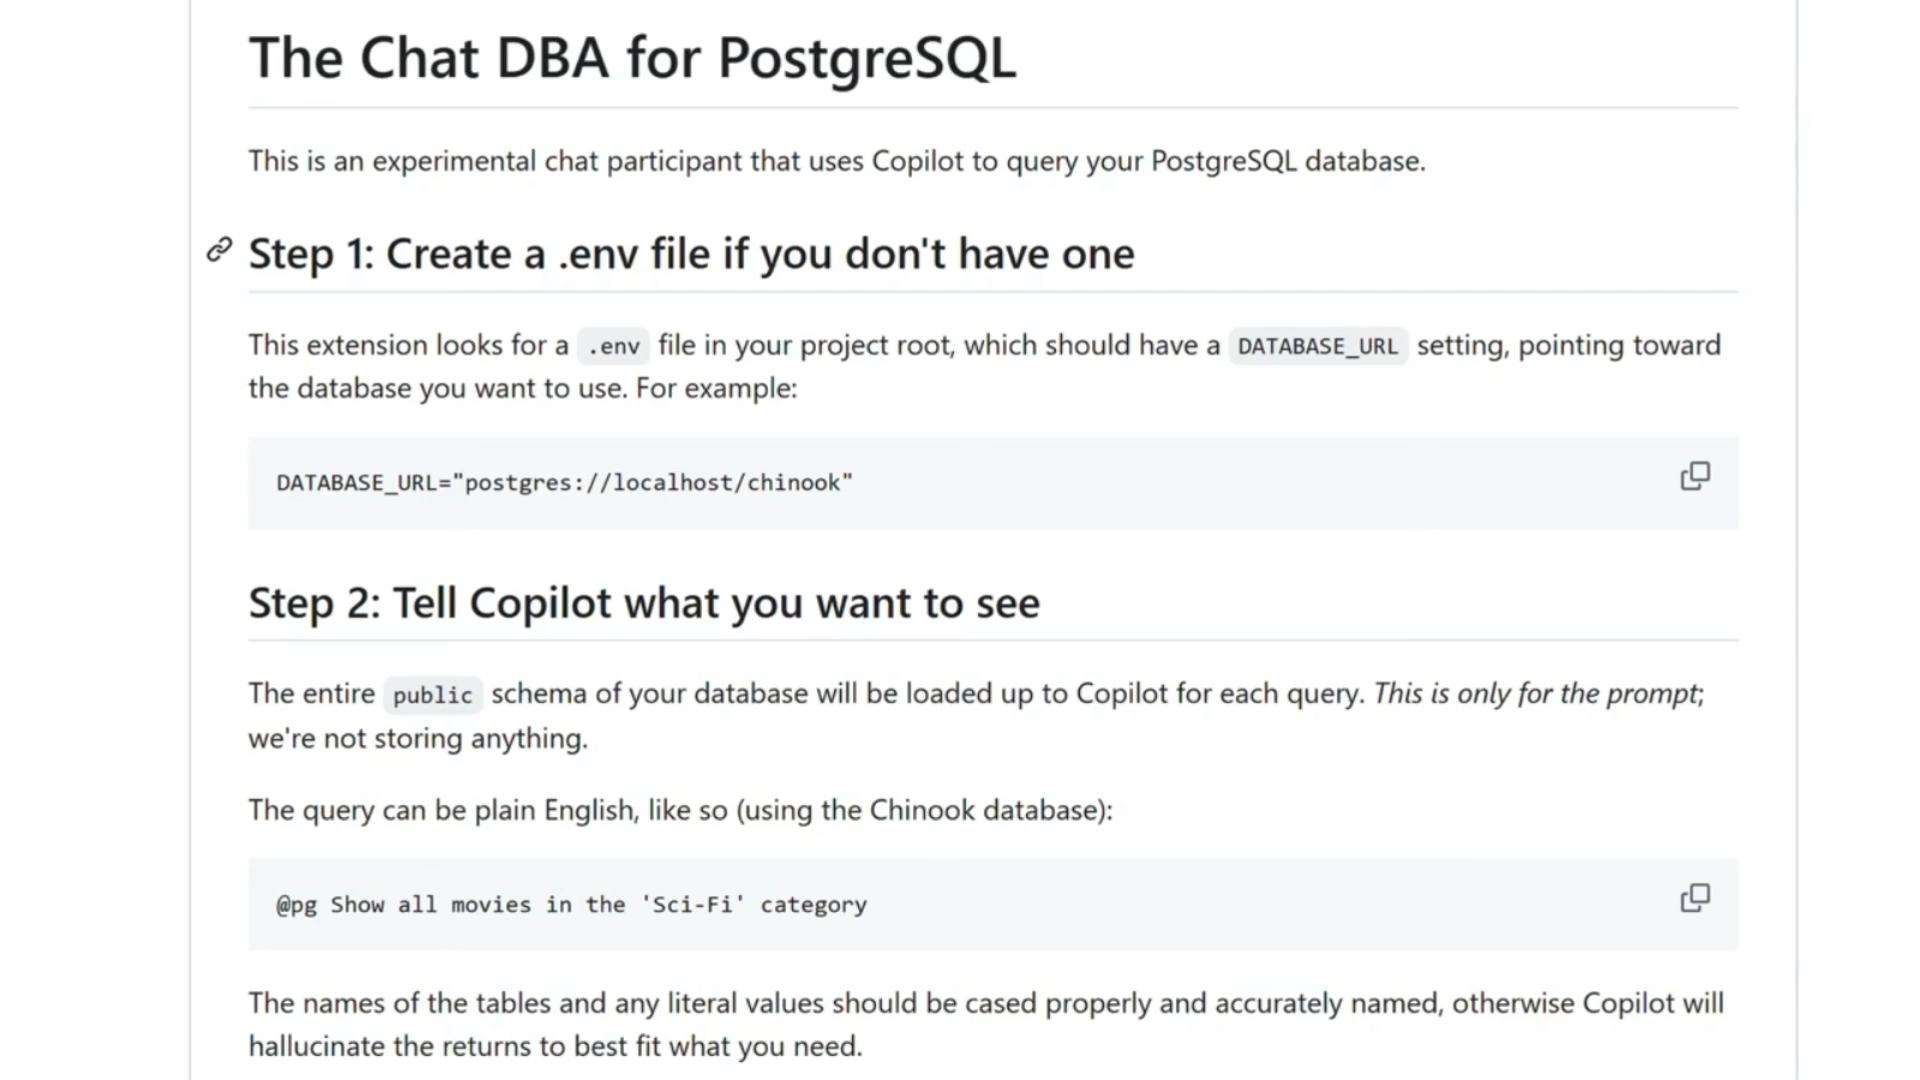 The Chat DBA for PostgreSQL
This is an experimental chat participant that uses Copilot to query your PostgreSQL database.
Step 1: Create a .env file if you don't have one
This extension looks for a .env file in your project root, which should have a DATABASE_URL setting, pointing toward
the database you want to use. For example:
DATABASE_URL="postgres://localhost/chinook"
Step 2: Tell Copilot what you want to see
The entire public schema of your database will be loaded up to Copilot for each query. This is only for the prompt;
we're not storing anything.
The query can be plain English, like so (using the Chinook database):
@pg Show all movies in the 'Sci-Fi' category
The names of the tables and any literal values should be cased properly and accurately named, otherwise Copilot will
hallucinate the returns to best fit what you need.